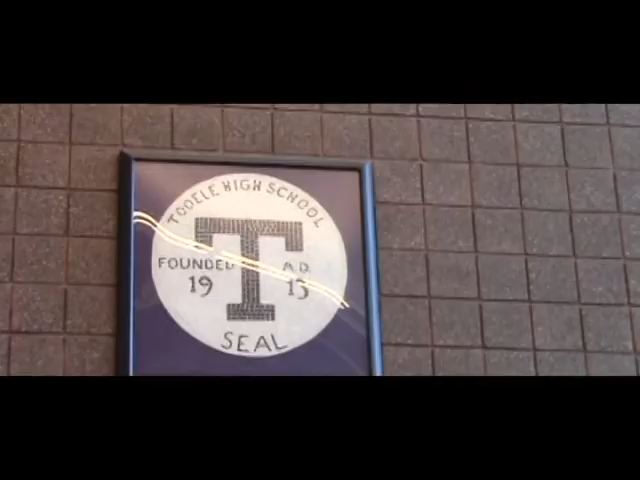 TOOELE HIGH SCHOOL
T
FOUNDED A.D.
19 13
SEAL